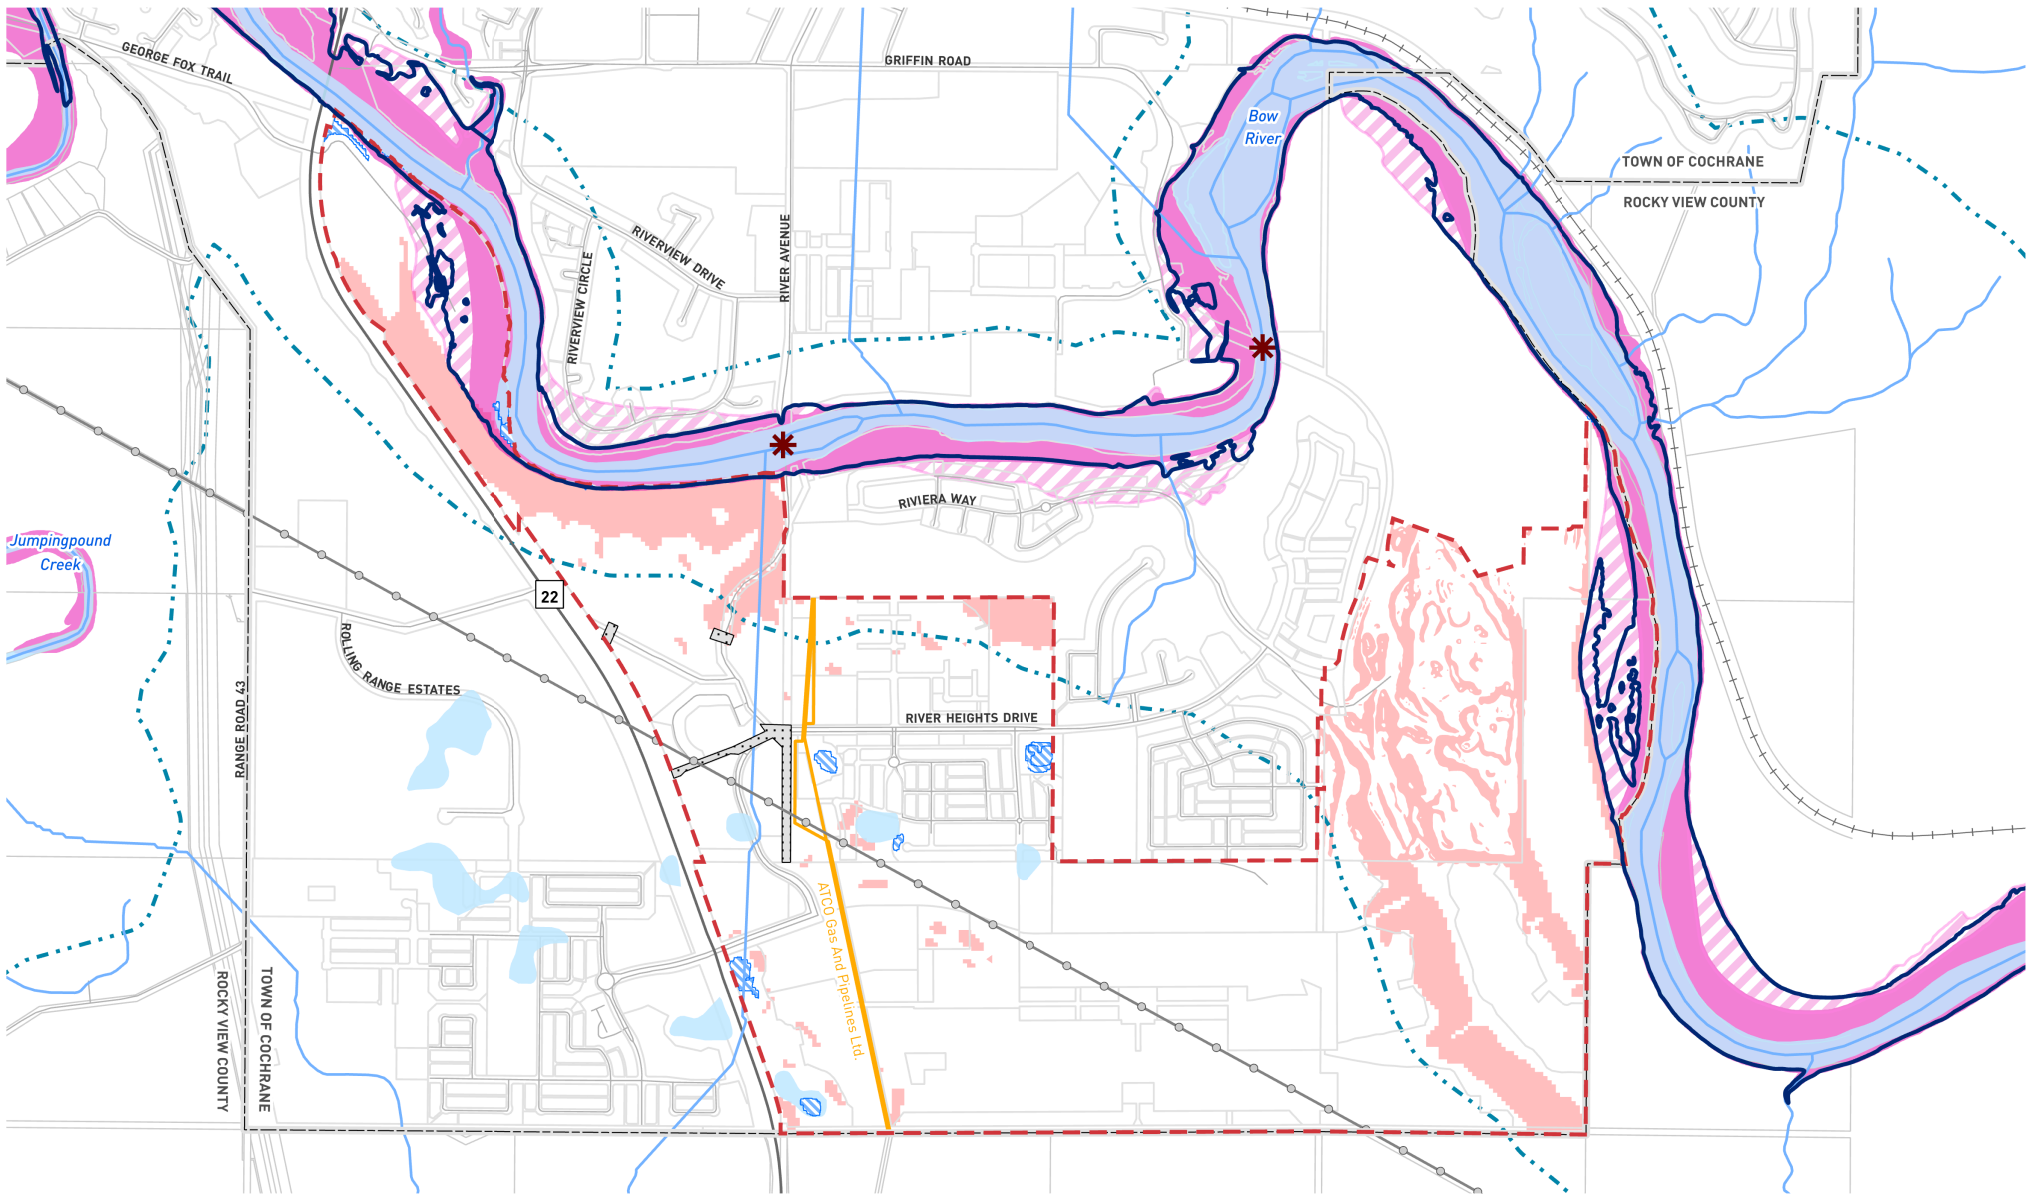 GEORGE FOX TRAIL
GRIFFIN ROAD
Bow
River
TOWN OF COCHRANE
ROCKY VIEW COUNTY
RIVERVIEW DRIVE
RIVER AVENUE
RIVERVIEW CIRCLE
RIVIERA WAY
Jumpingpound
Creek
22
ROLLING RANGE ESTATES
RANGE ROAD 43
RIVER HEIGHTS DRIVE
ATCO Gas And Pipelines Ltd.
ROCKY VIEW COUNTY
TOWN OF COCHRANE